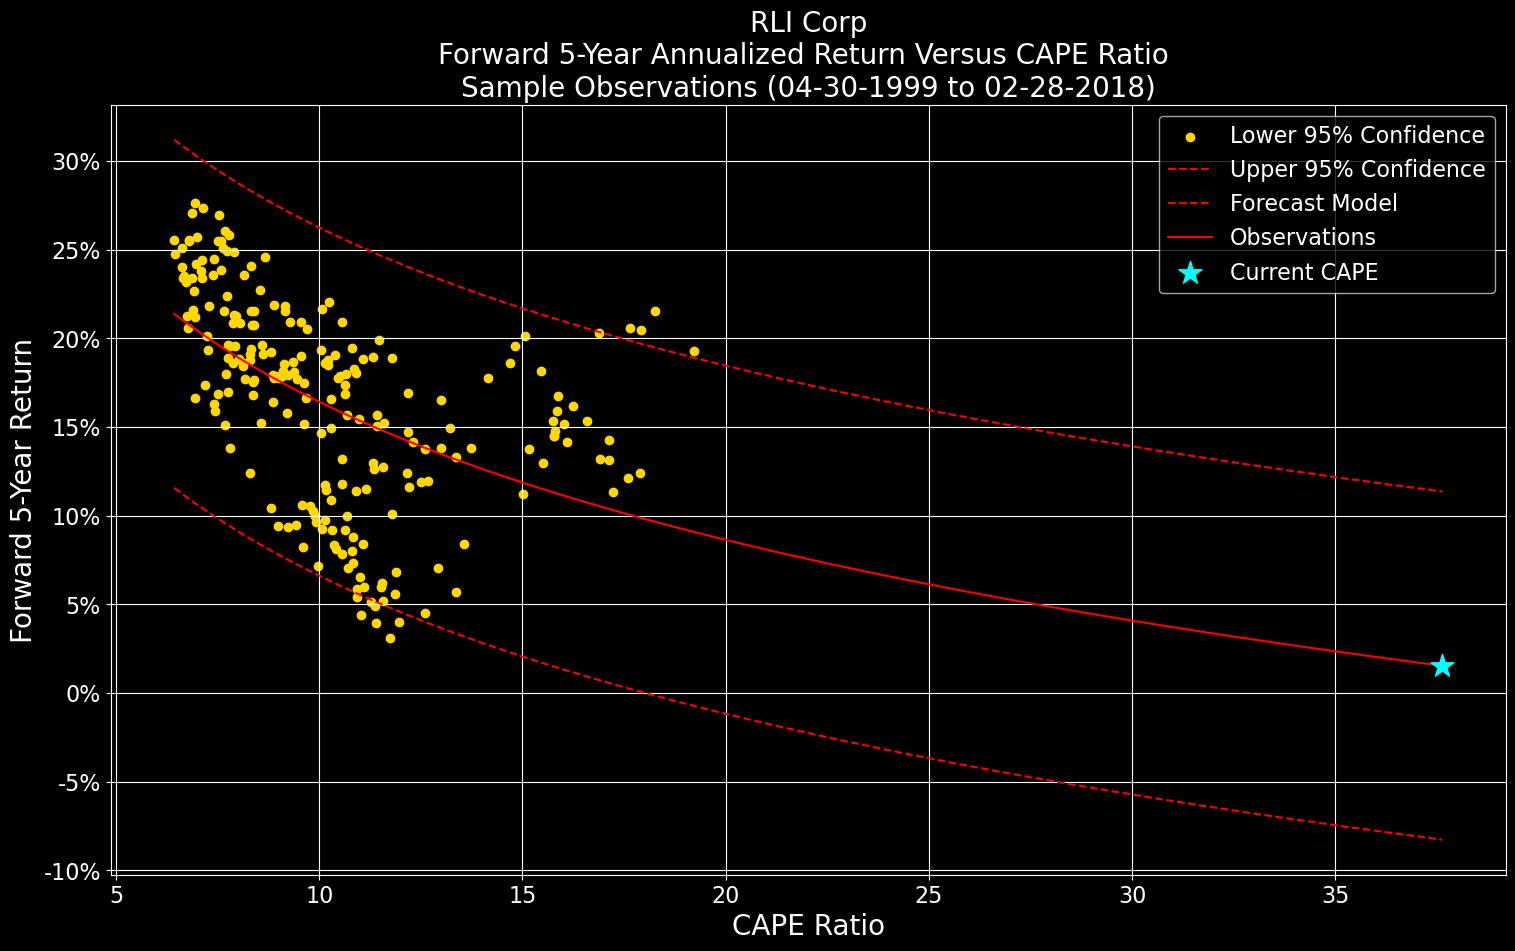 RLI Corp
Forward 5-Year Annualized Return Versus CAPE Ratio
Sample Observations (04-30-1999 to 02-28-2018)
Lower 95% Confidence
Upper 95% Confidence
Forecast Model
Observations
Current CAPE
Forward 5-Year Return
30%
25%
20%
15%
10%
5%
0%
-5%
-10%
5 10 15 20 25 30 35
CAPE Ratio